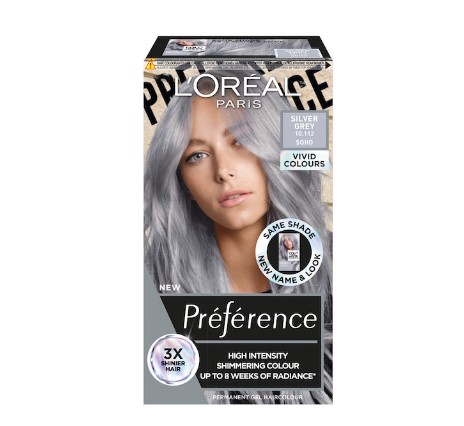 PRÉFÉRENCE
L'ORÉAL
PARIS
SILVER
GREY
10.112
SOHO
VIVID
COLOURS
SAME SHADE
NEW NAME & LOOK
NEW
Préférence
3X
SHINIER
HAIR
HIGH INTENSITY
SHIMMERING COLOUR
UP TO 8 WEEKS OF RADIANCE*
PERMANENT GEL HAIRCOLOUR